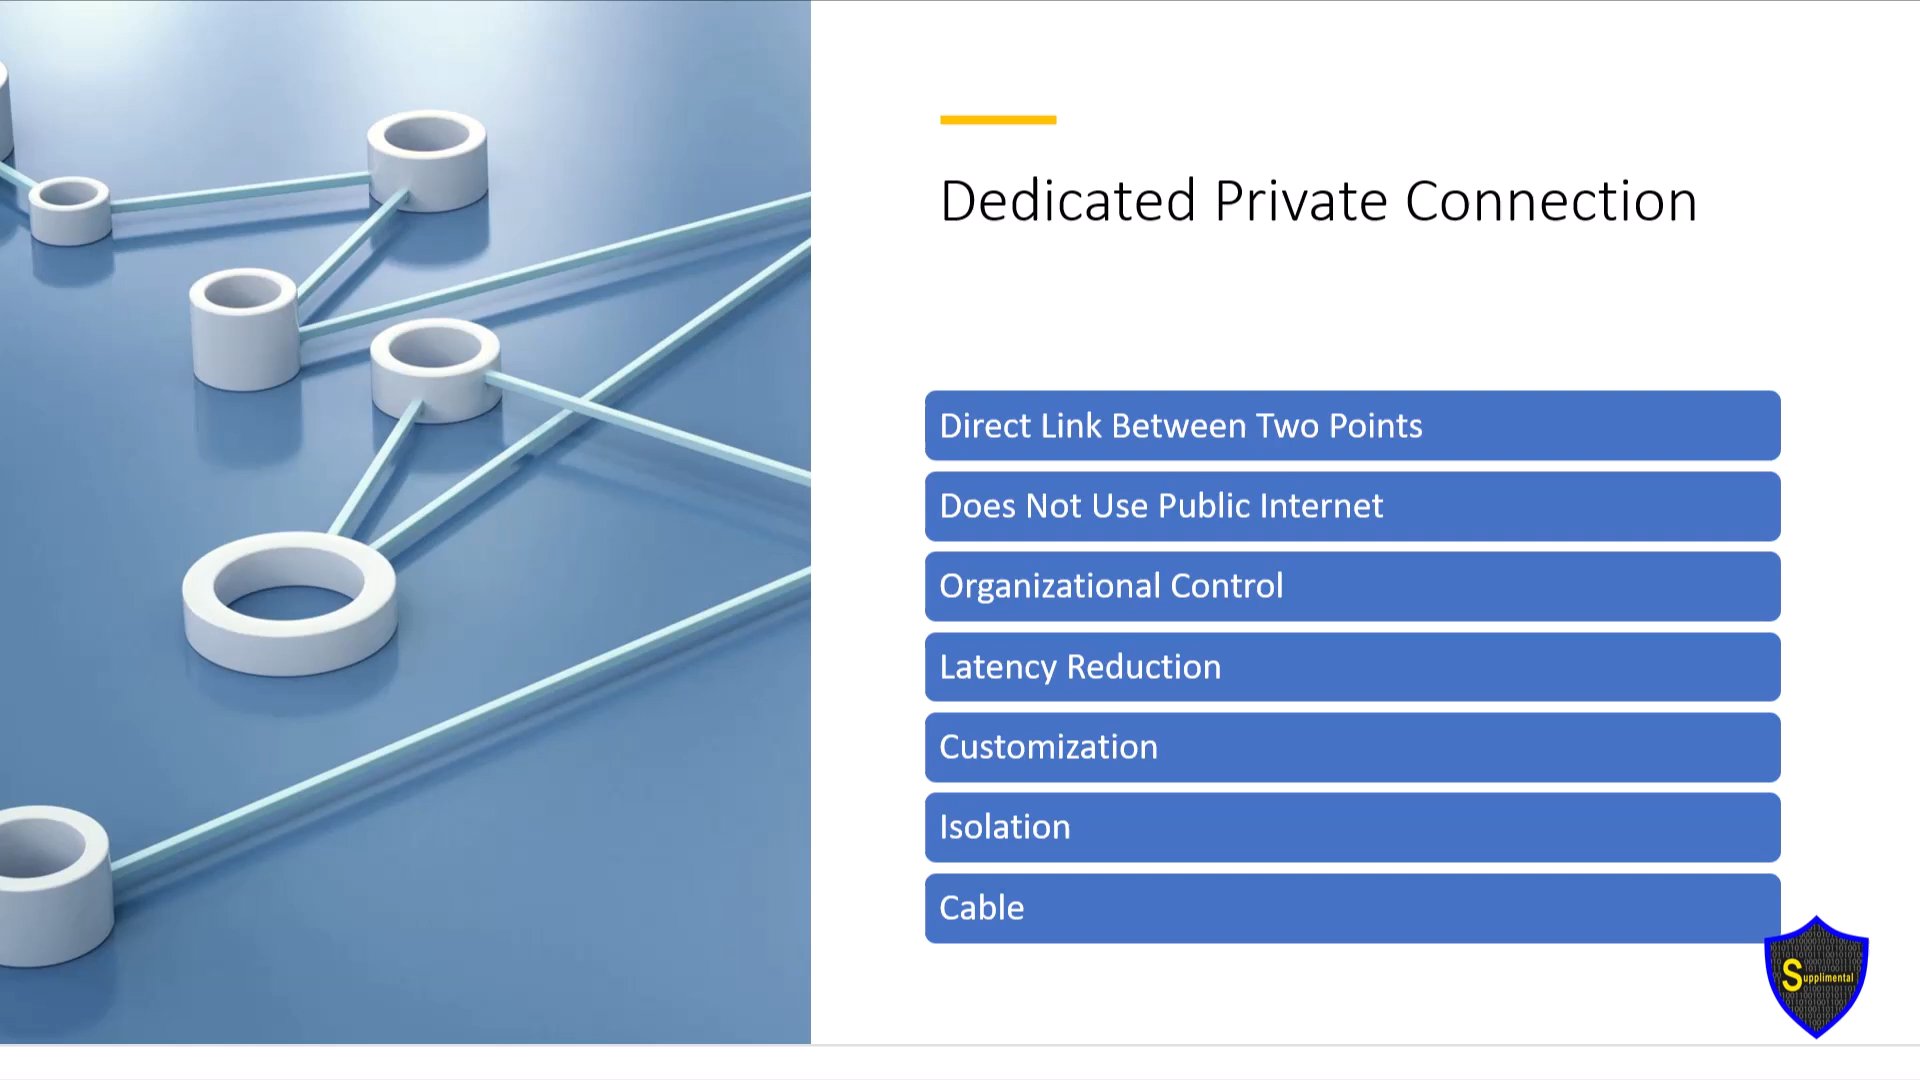 Dedicated Private Connection
Direct Link Between Two Points
Does Not Use Public Internet
Organizational Control
Latency Reduction
Customization
Isolation
Cable
Supplimental